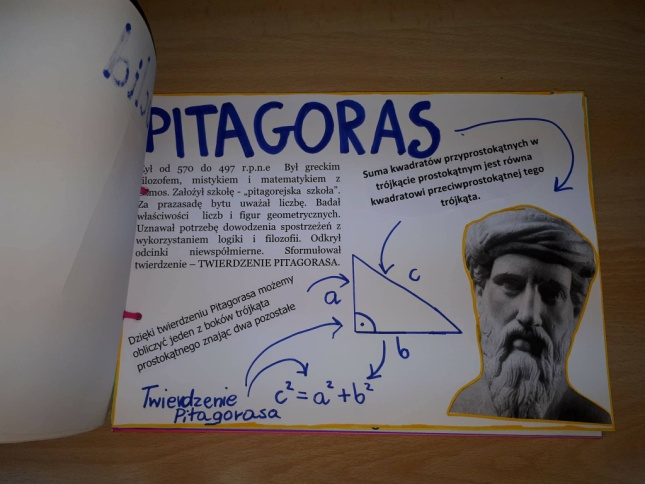 PITAGORAS
Żył od 570 do 497 r.p.n.e Był greckim
filozofem, mistykiem i matematykiem z
Samos. Założył szkołę - „pitagorejska szkoła".
Za prazasadę bytu uważał liczbę. Badał
właściwości liczb i figur geometrycznych.
Uznawał potrzebę dowodzenia spostrzeżeń z
wykorzystaniem logiki i filozofii. Odkrył
odcinki niewspółmierne. Sformułował
twierdzenie – TWIERDZENIE PITAGORASA.
Suma kwadratów przyprostokątnych w
trójkącie prostokątnym jest równa
kwadratowi przeciwprostokątnej tego
trójkąta.
Dzięki twierdzeniu Pitagorasa możemy
obliczyć jeden z boków trójkąta
prostokątnego znając dwa pozostałe
a
c
b
Twierdzenie
Pitagorasa
c²=a²+b²